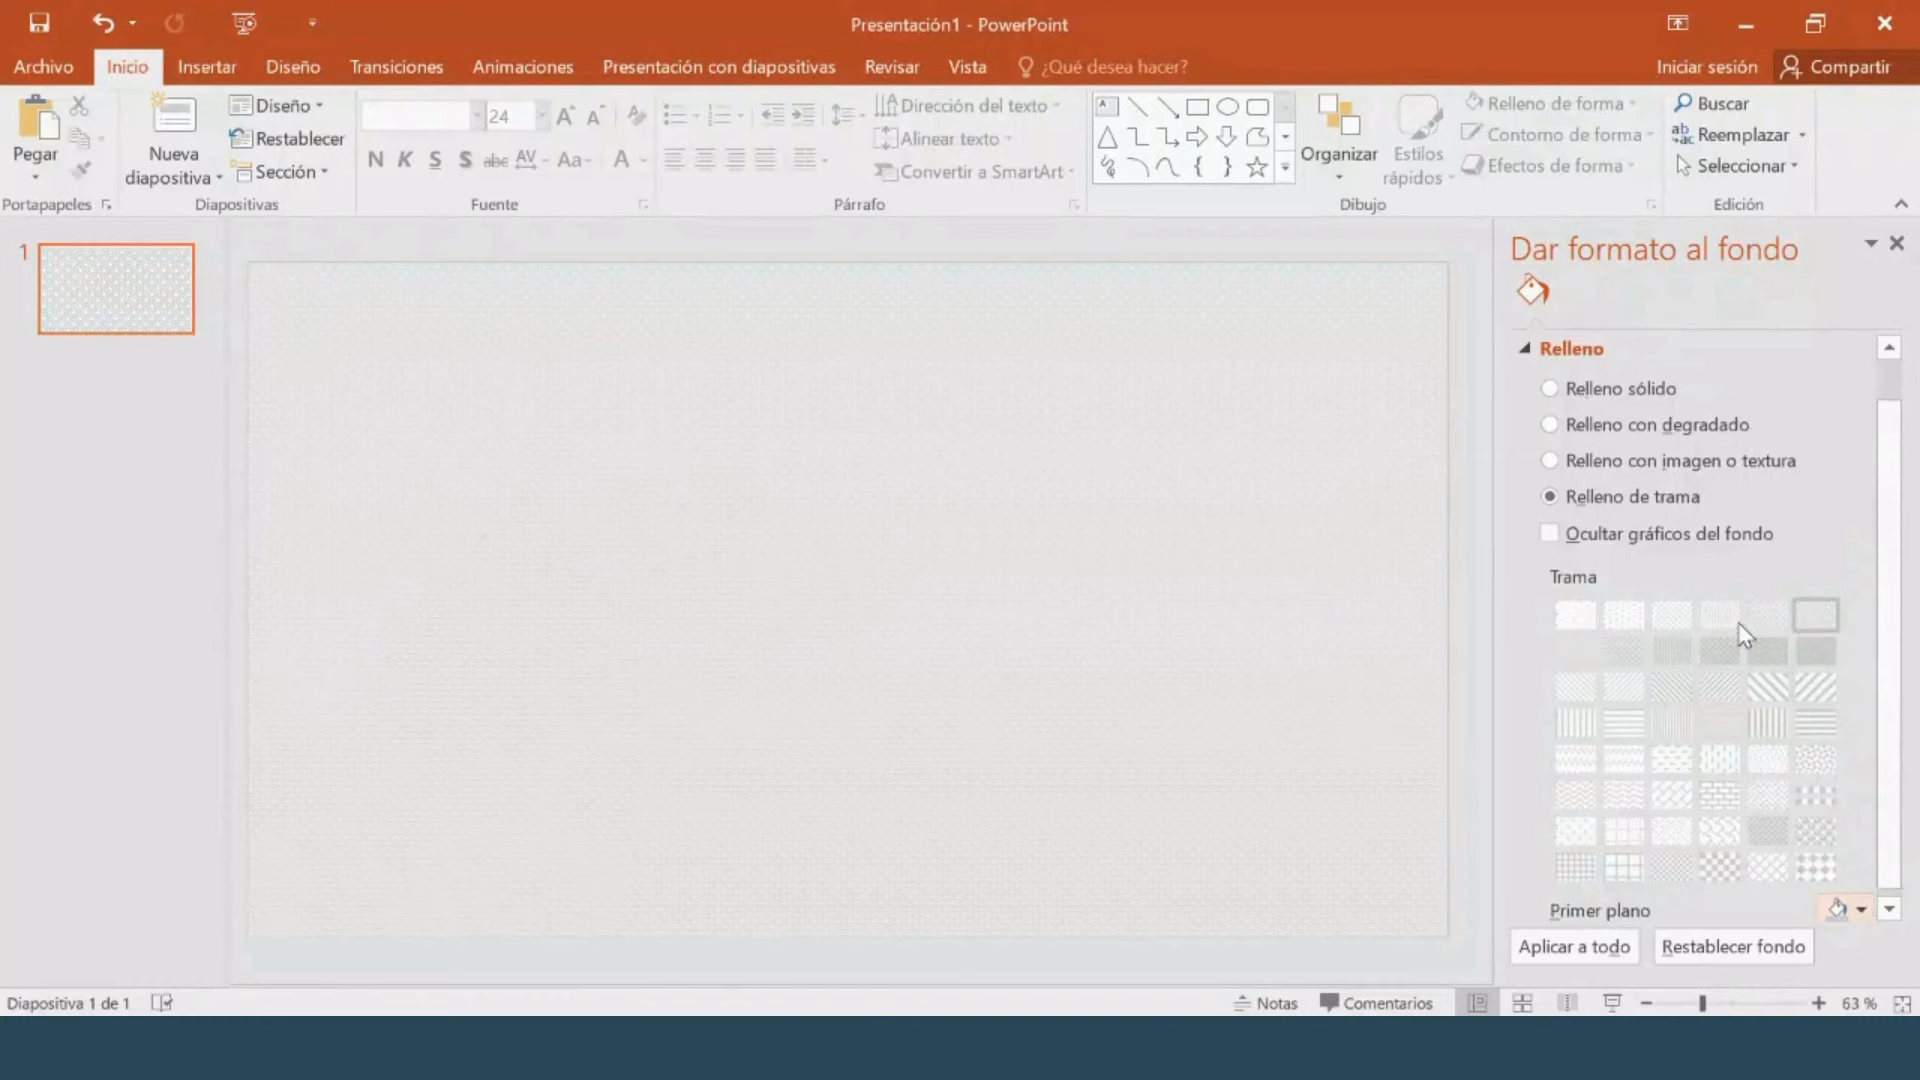 Presentación1 - PowerPoint
Archivo Inicio Insertar Diseño Transiciones Animaciones Presentación con diapositivas Revisar Vista ¿Qué desea hacer? Iniciar sesión Compartir
Pegar
Portapapeles
Nueva
diapositiva
Diseño
Restablecer
Sección
Diapositivas
24
N K S S abc AV Aa A
Fuente
Dirección del texto
Alinear texto
Convertir a SmartArt
Párrafo
Organizar
Estilos
rápidos
Relleno de forma
Contorno de forma
Efectos de forma
Dibujo
Buscar
Reemplazar
Seleccionar
Edición
1
Dar formato al fondo
Relleno
Relleno sólido
Relleno con degradado
Relleno con imagen o textura
Relleno de trama
Ocultar gráficos del fondo
Trama
Primer plano
Aplicar a todo Restablecer fondo
Diapositiva 1 de 1 Notas Comentarios 63 %